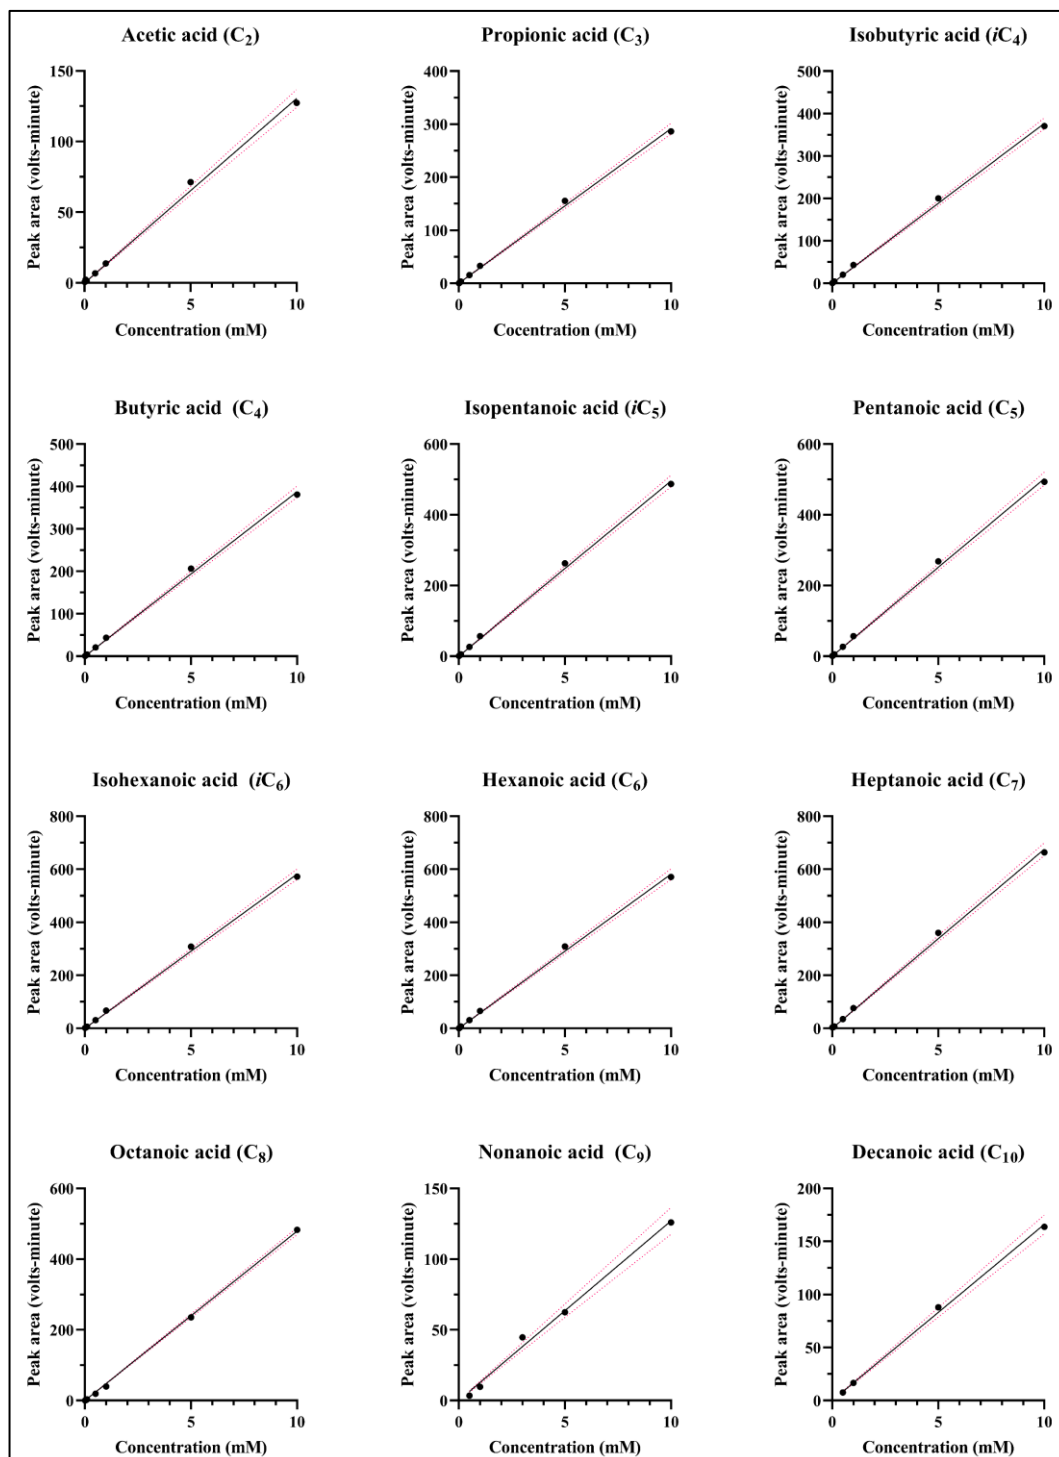 Acetic acid (C2)
Peak area (volts-minute)
150
100
50
0
0 5 10
Concentration (mM)
Propionic acid (C3)
Peak area (volts-minute)
400
300
200
100
0
0 5 10
Cocentration (mM)
Isobutyric acid (iC4)
Peak area (volts-minute)
500
400
300
200
100
0
0 5 10
Concentration (mM)
Butyric acid (C4)
Peak area (volts-minute)
500
400
300
200
100
0
0 5 10
Concentration (mM)
Isopentanoic acid (iC5)
Peak area (volts-minute)
600
400
200
0
0 5 10
Concentration (mM)
Pentanoic acid (C5)
Peak area (volts-minute)
600
400
200
0
0 5 10
Concentration (mM)
Isohexanoic acid (iC6)
Peak area (volts-minute)
800
600
400
200
0
0 5 10
Concentration (mM)
Hexanoic acid (C6)
Peak area (volts-minute)
800
600
400
200
0
0 5 10
Concentration (mM)
Heptanoic acid (C7)
Peak area (volts-minute)
800
600
400
200
0
0 5 10
Concentration (mM)
Octanoic acid (C8)
Peak area (volts-minute)
600
400
200
0
0 5 10
Concentration (mM)
Nonanoic acid (C9)
Peak area (volts-minute)
150
100
50
0
0 5 10
Concentration (mM)
Decanoic acid (C10)
Peak area (volts-minute)
200
150
100
50
0
0 5 10
Concentration (mM)